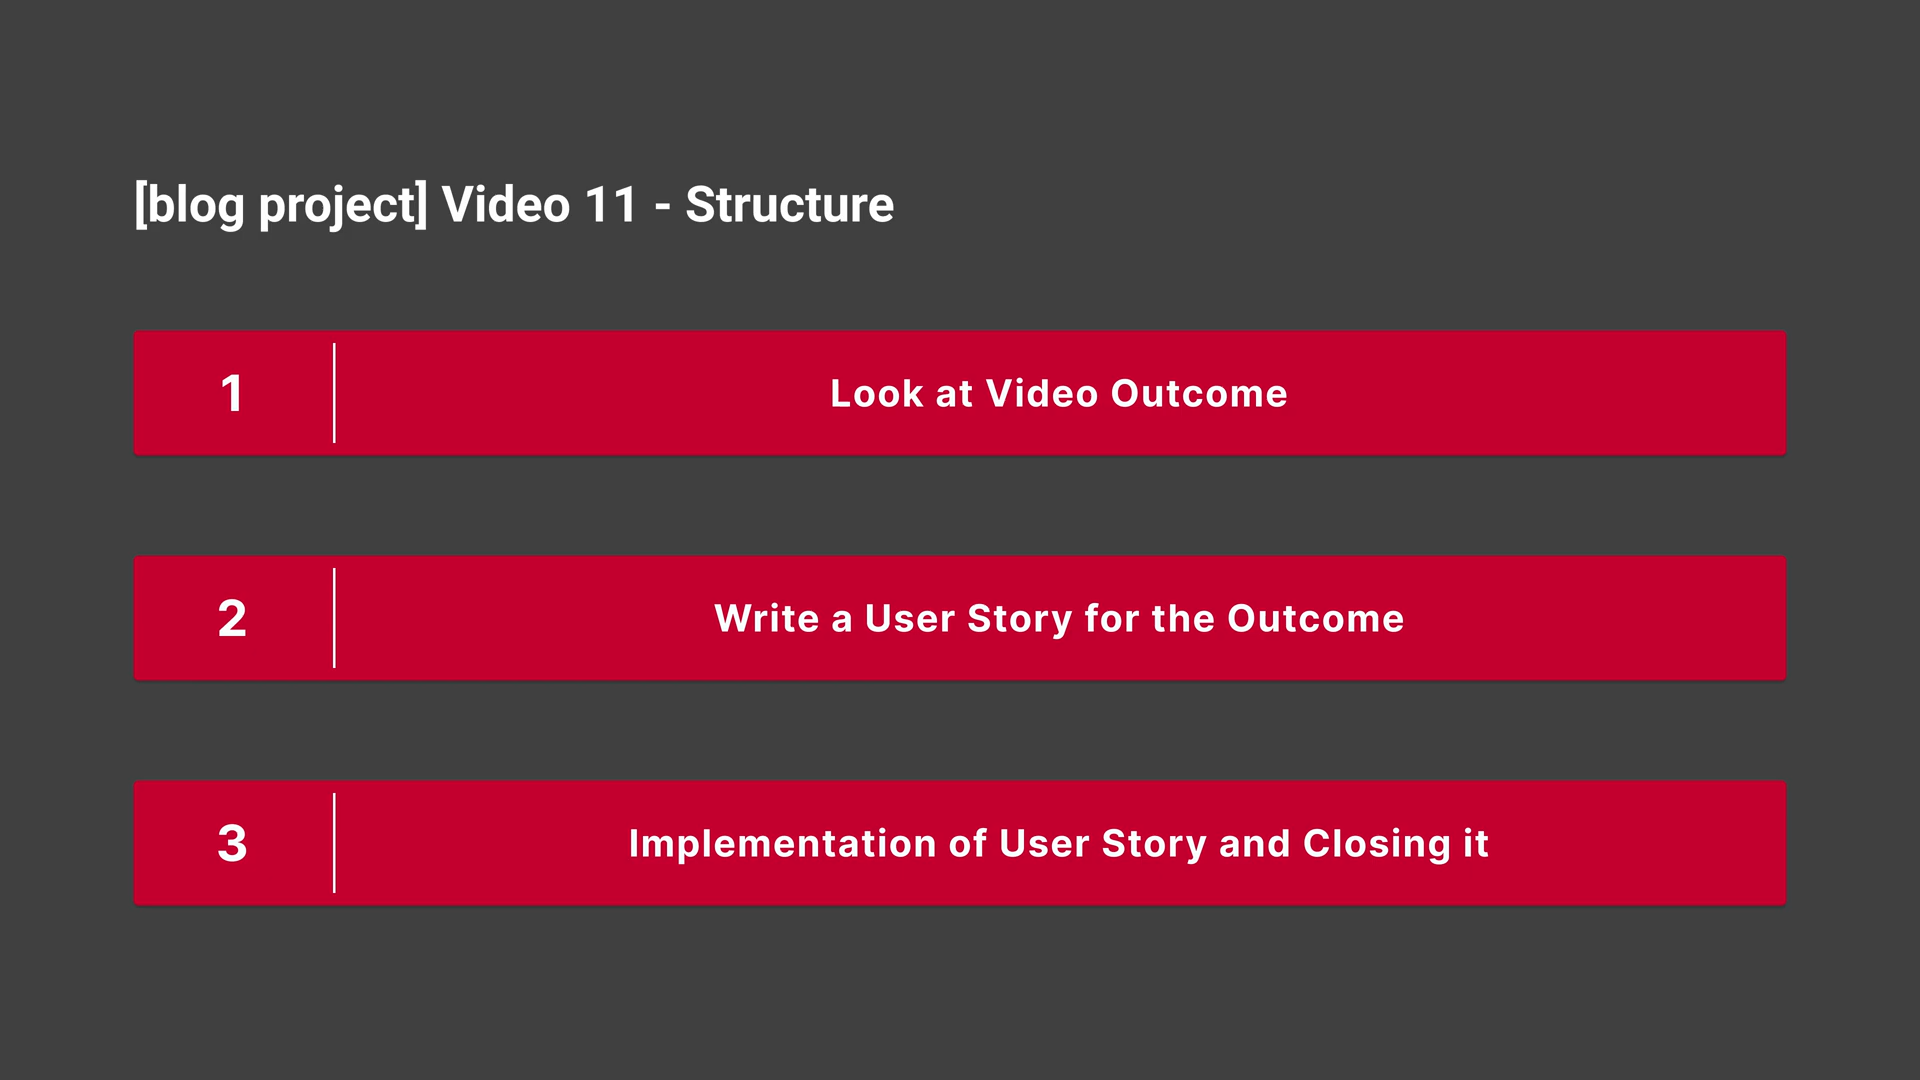 [blog project] Video 11 - Structure
1 Look at Video Outcome
2 Write a User Story for the Outcome
3 Implementation of User Story and Closing it